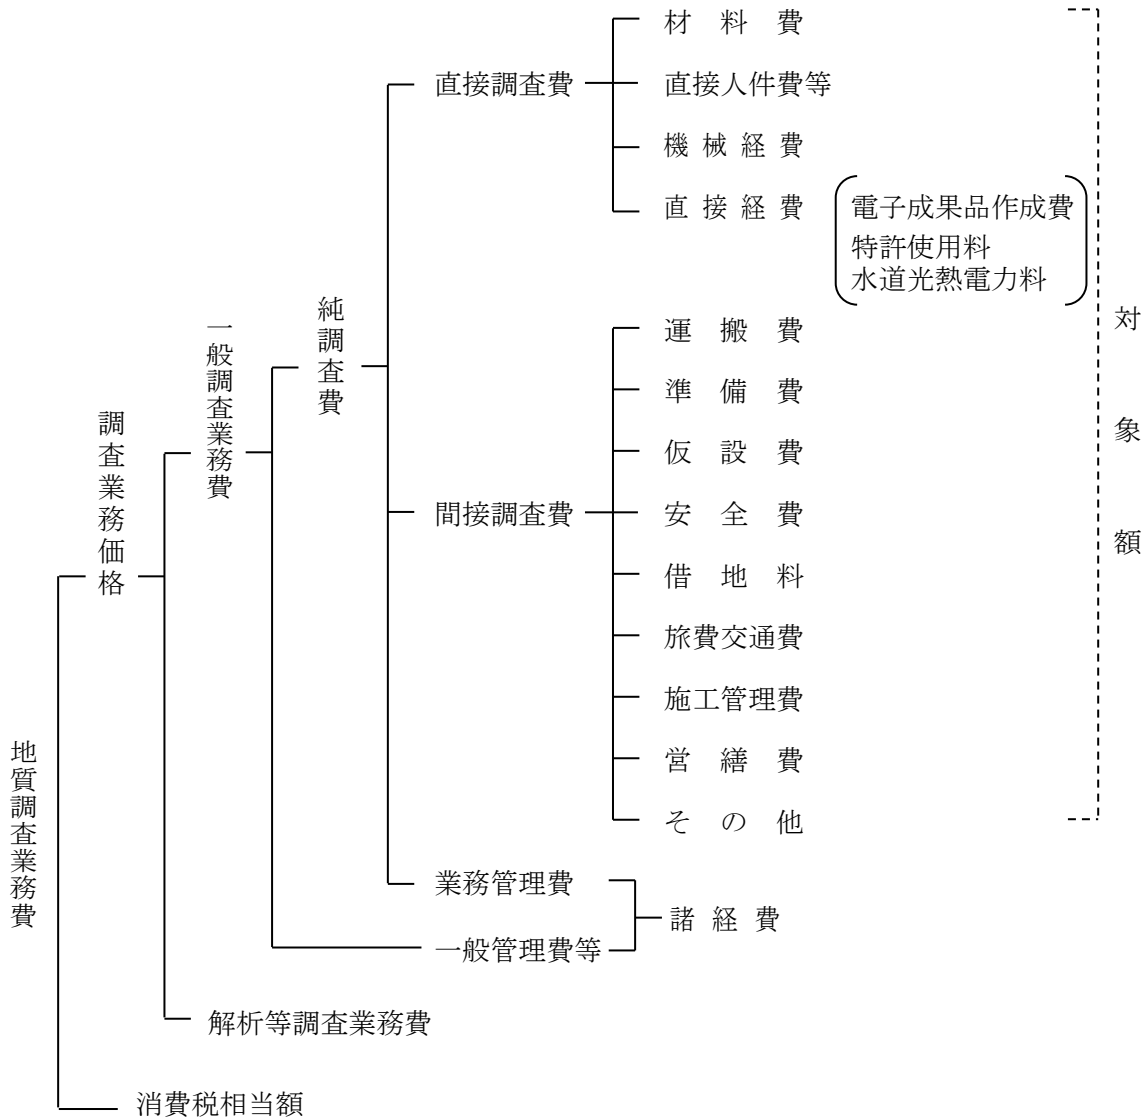 材料費
直接調査費
直接人件費等
機械経費
直接経費
電子成果品作成費
特許使用料
水道光熱電力料
対象額
純調査費
一般調査業務費
調査業務価格
地質調査業務費
間接調査費
運搬費
準備費
仮設費
安全費
借地料
旅費交通費
施工管理費
営繕費
その他
業務管理費
諸経費
一般管理費等
解析等調査業務費
消費税相当額